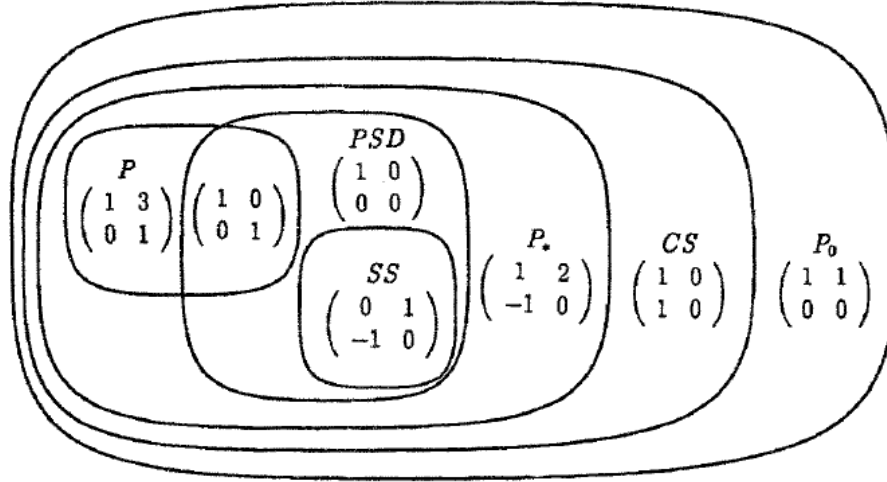 P
( 1 3 )
( 0 1 )
( 1 0 )
( 0 1 )
PSD
( 1 0 )
( 0 0 )
SS
( 0 1 )
( −1 0 )
P*
( 1 2 )
( −1 0 )
CS
( 1 0 )
( 1 0 )
P₀
( 1 1 )
( 0 0 )